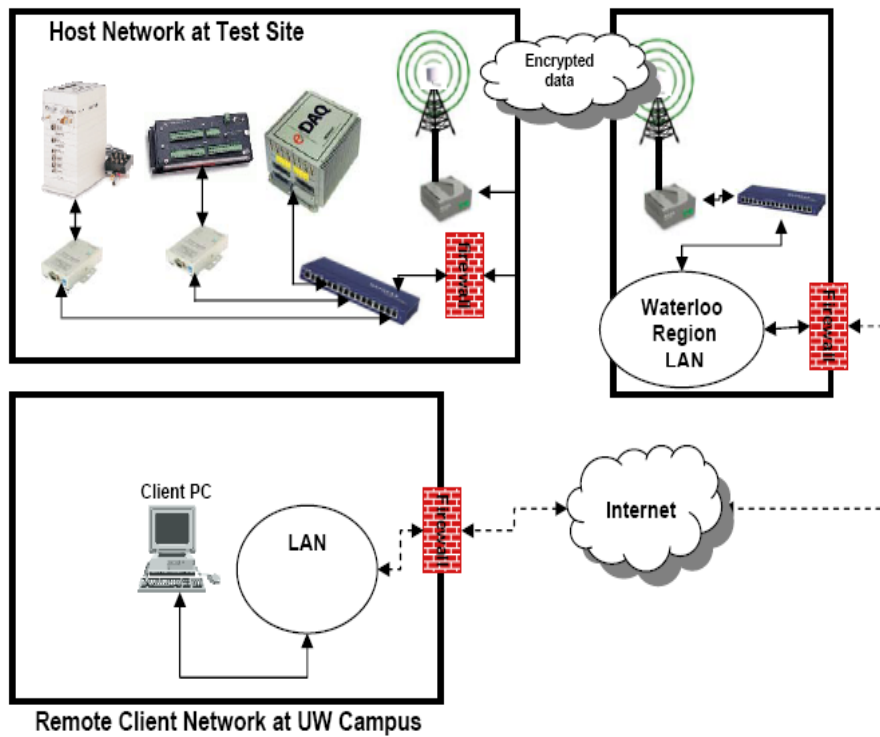 Host Network at Test Site
Encrypted
data
eDAQ
firewall
Waterloo
Region
LAN
Firewall
Client PC
LAN
Firewall
Internet
Remote Client Network at UW Campus